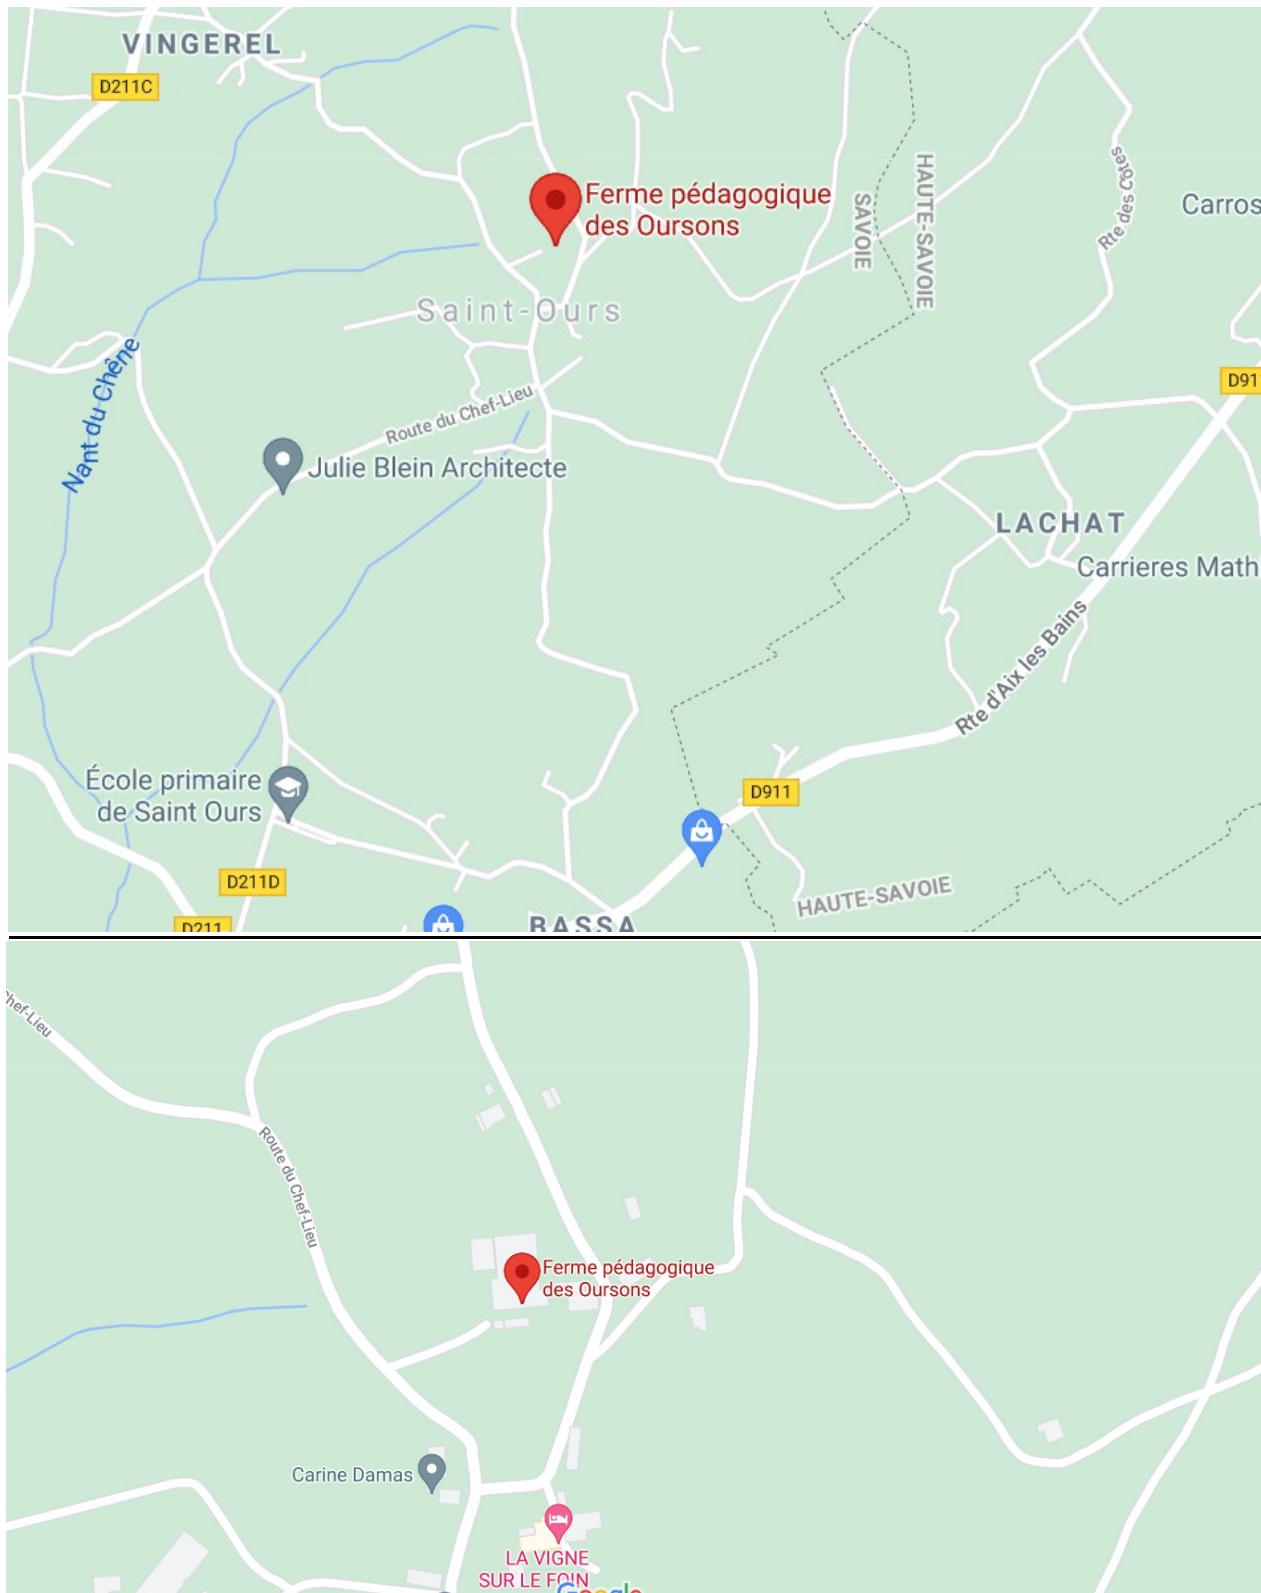 VINGEREL
D211C
Ferme pédagogique
des Oursons
SAVOIE
HAUTE-SAVOIE
Rte des Côtes
Carros
Saint-Ours
Nant du Chêne
D91
Route du Chef-Lieu
Julie Blein Architecte
LACHAT
Carrieres Math
Rte d'Aix les Bains
École primaire
de Saint Ours
D911
D211D
HAUTE-SAVOIE
D211
BASSA
Chef-Lieu
Route du Chef-Lieu
Ferme pédagogique
des Oursons
Carine Damas
LA VIGNE
SUR LE FOIN
Google